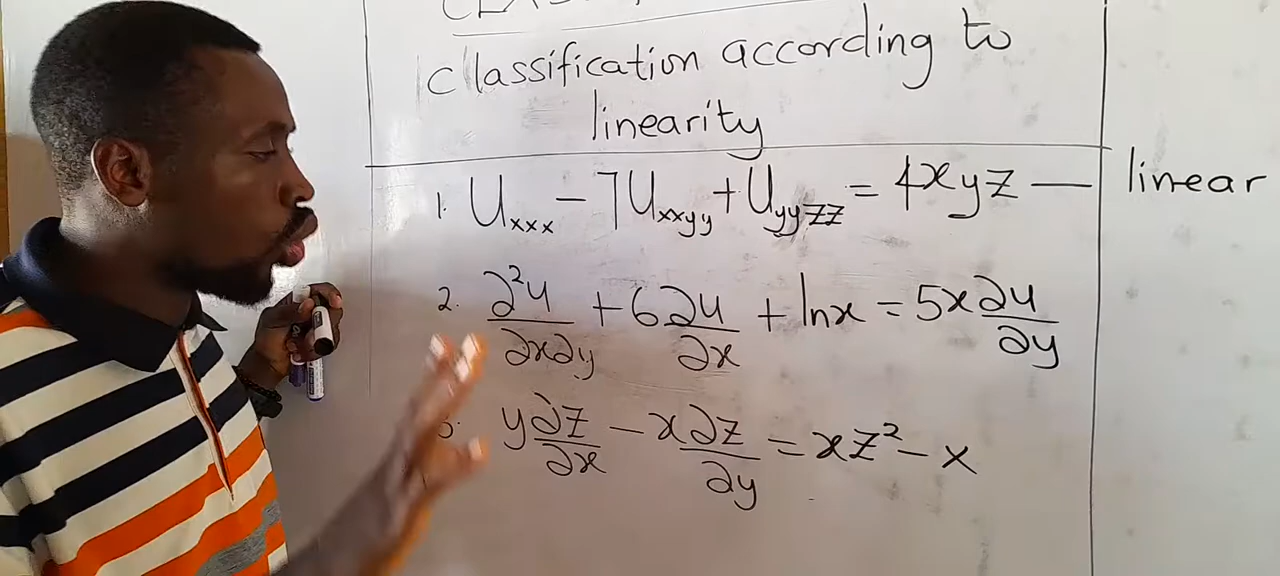 Classification according to
linearity
1. Uxxx − 7Uxxyy + Uyyzz = 4xyz — linear
2. ∂²u/∂x∂y + 6∂u/∂x + lnx = 5x∂u/∂y
3. y∂z/∂x − x∂z/∂y = xz² − x